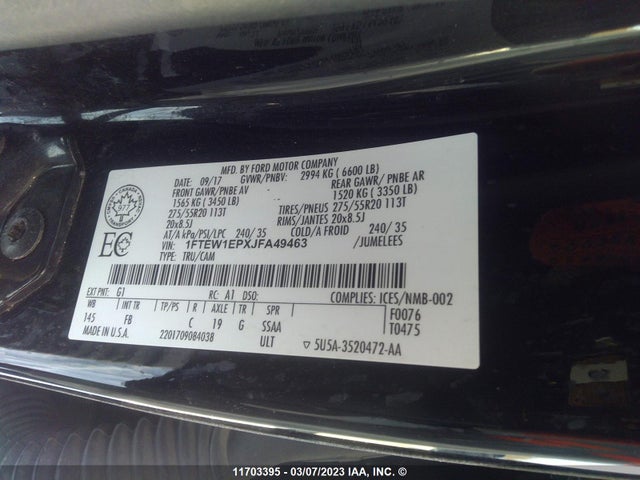 MFD. BY FORD MOTOR COMPANY
09/17 GVWR/PNBV: 2994 KG ( 6600 LB)
FRONT GAWR/PNBE AV REAR GAWR / PNBE AR
1565 KG ( 3450 LB) 1520 KG ( 3350 LB)
275/55R20 113T TIRES/PNEUS 275/55R20 113T
20x8.5J RIMS/JANTES 20x8.5J
AT/A kPa/PSI/LPC 240/ 35 COLD/A FROID 240/ 35
VIN: 1FTEW1EPXJFA49463 /JUMELEES
TYPE: TRU/CAM
CANADA
977
EC
EXT PNT: G1 RC: A1 DSO: COMPLIES: ICES/NMB-002
WB INT TR TP/PS R AXLE TR SPR F0076
145 FB C 19 G SSAA T0475
MADE IN U.S.A. 2201709084038 ULT ▽ 5U5A-3520472-AA
11703395 - 03/07/2023 IAA, Inc. (C)